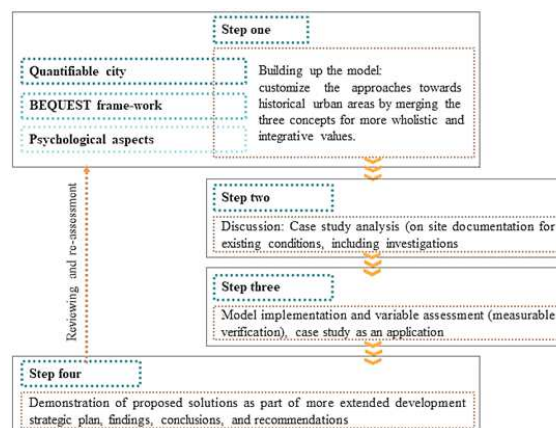 Step one
Quantifiable city
BEQUEST frame-work
Psychological aspects
Building up the model:
customize the approaches towards
historical urban areas by merging the
three concepts for more wholistic and
integrative values.
Reviewing and re-assessment
Step two
Discussion: Case study analysis (on site documentation for
existing conditions, including investigations
Step three
Model implementation and variable assessment (measurable
verification), case study as an application
Step four
Demonstration of proposed solutions as part of more extended development
strategic plan, findings, conclusions, and recommendations